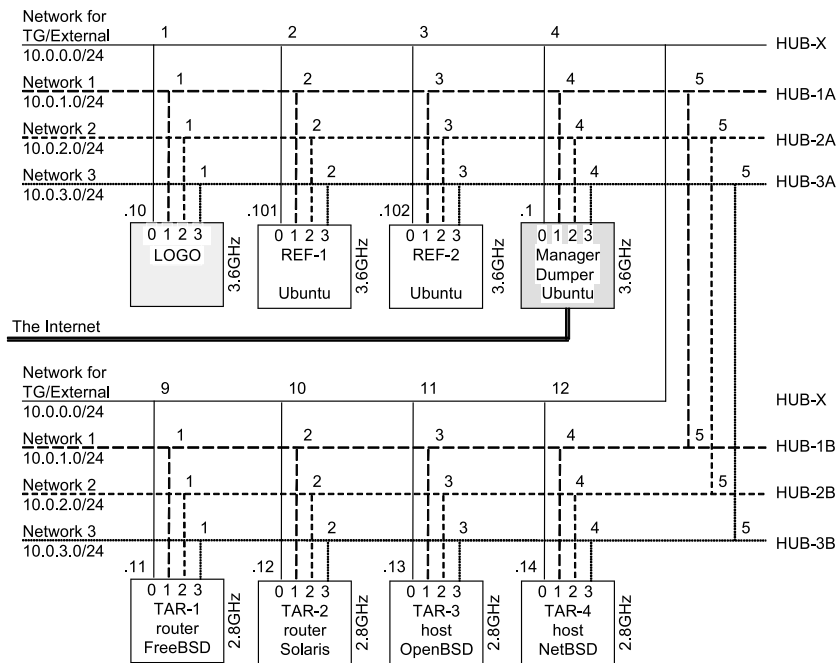 Network for
TG/External
10.0.0.0/24
1 2 3 4
HUB-X
Network 1
10.0.1.0/24
1 2 3 4 5
HUB-1A
Network 2
10.0.2.0/24
1 2 3 4 5
HUB-2A
Network 3
10.0.3.0/24
1 2 3 4 5
HUB-3A
.10
0 1 2 3
LOGO
3.6GHz
.101
0 1 2 3
REF-1
Ubuntu
3.6GHz
.102
0 1 2 3
REF-2
Ubuntu
3.6GHz
.1
0 1 2 3
Manager
Dumper
Ubuntu
3.6GHz
The Internet
Network for
TG/External
10.0.0.0/24
9 10 11 12
HUB-X
Network 1
10.0.1.0/24
1 2 3 4 5
HUB-1B
Network 2
10.0.2.0/24
1 2 3 4 5
HUB-2B
Network 3
10.0.3.0/24
1 2 3 4 5
HUB-3B
.11
0 1 2 3
TAR-1
router
FreeBSD
2.8GHz
.12
0 1 2 3
TAR-2
router
Solaris
2.8GHz
.13
0 1 2 3
TAR-3
host
OpenBSD
2.8GHz
.14
0 1 2 3
TAR-4
host
NetBSD
2.8GHz